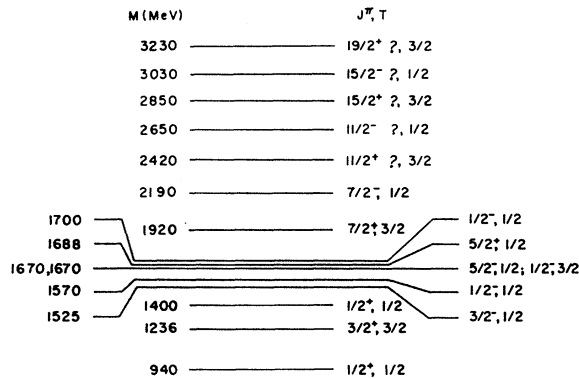 M (MeV) J^π, T
3230 19/2⁺ ?, 3/2
3030 15/2⁻ ?, 1/2
2850 15/2⁺ ?, 3/2
2650 11/2⁻ ?, 1/2
2420 11/2⁺ ?, 3/2
2190 7/2⁻, 1/2
1700 1/2⁻, 1/2
1920 7/2⁺, 3/2
1688 5/2⁺, 1/2
1670,1670 5/2⁻, 1/2; 1/2⁻, 3/2
1570 1/2⁻, 1/2
1400 1/2⁺, 1/2
1525 3/2⁻, 1/2
1236 3/2⁺, 3/2
940 1/2⁺, 1/2